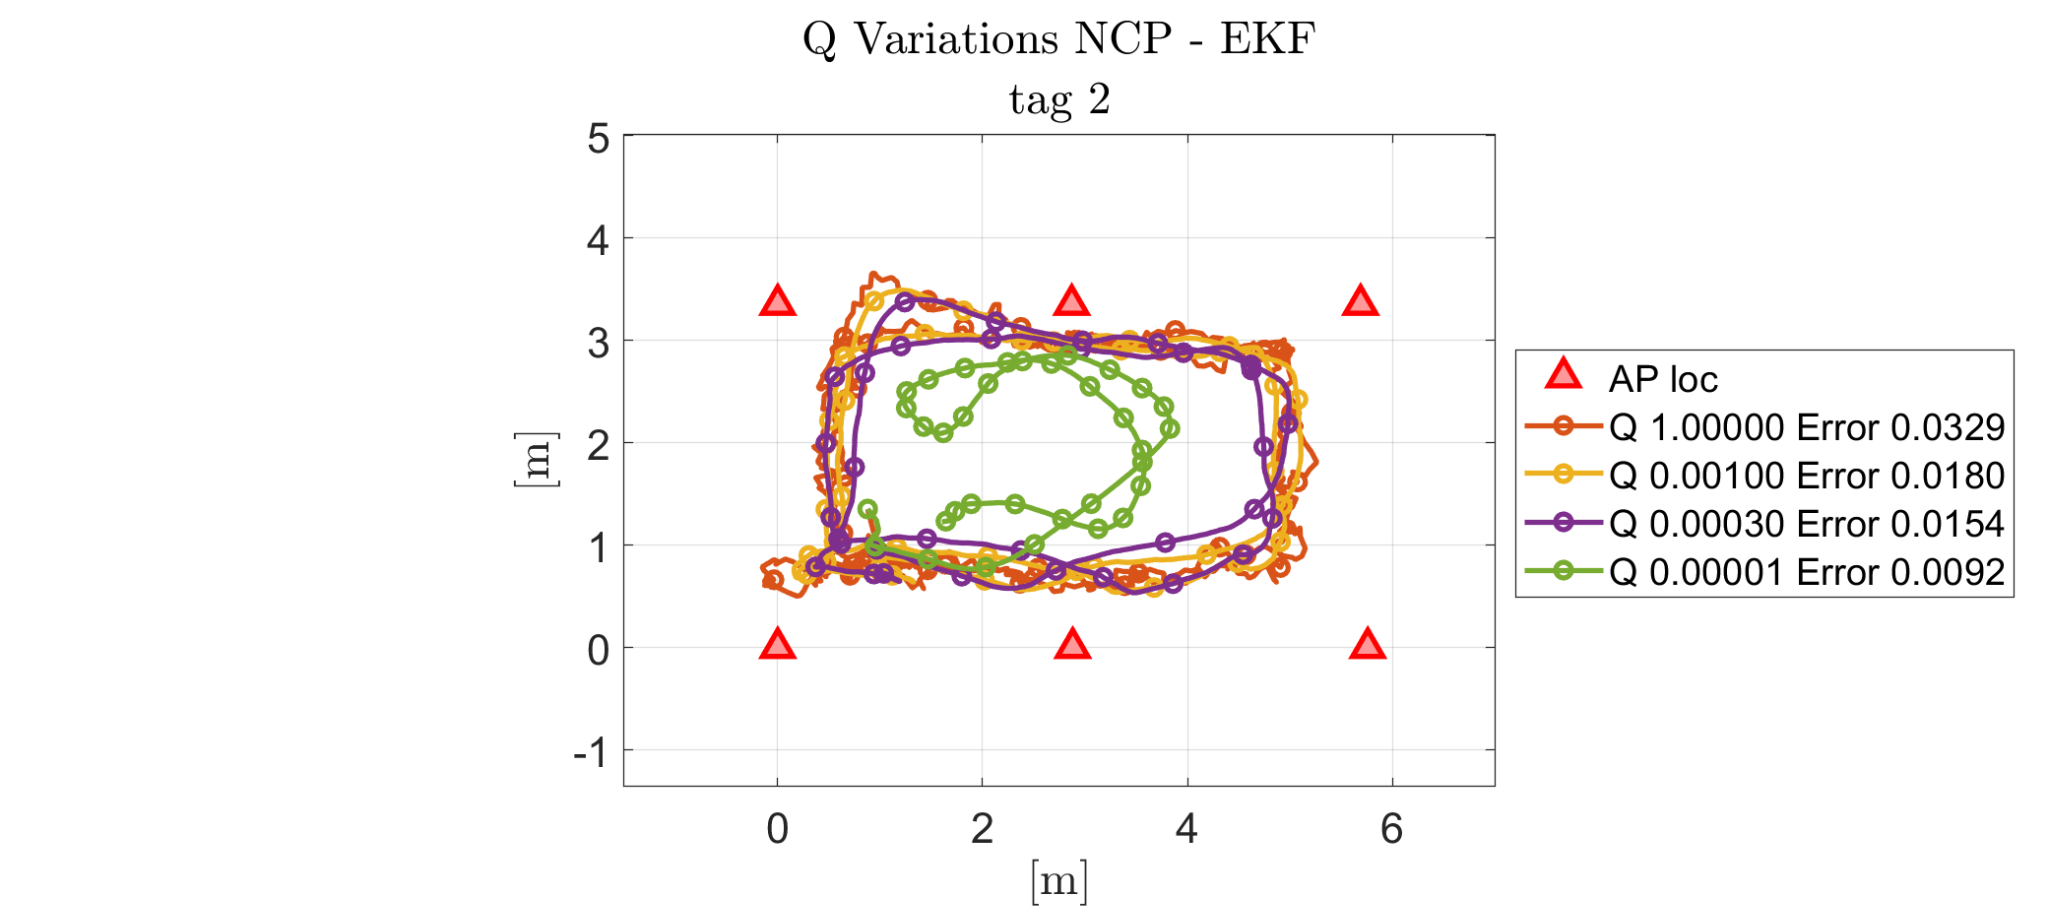 Q Variations NCP - EKF
tag 2
5
4
3
2
1
0
-1
[m]
0 2 4 6
[m]
AP loc
Q 1.00000 Error 0.0329
Q 0.00100 Error 0.0180
Q 0.00030 Error 0.0154
Q 0.00001 Error 0.0092